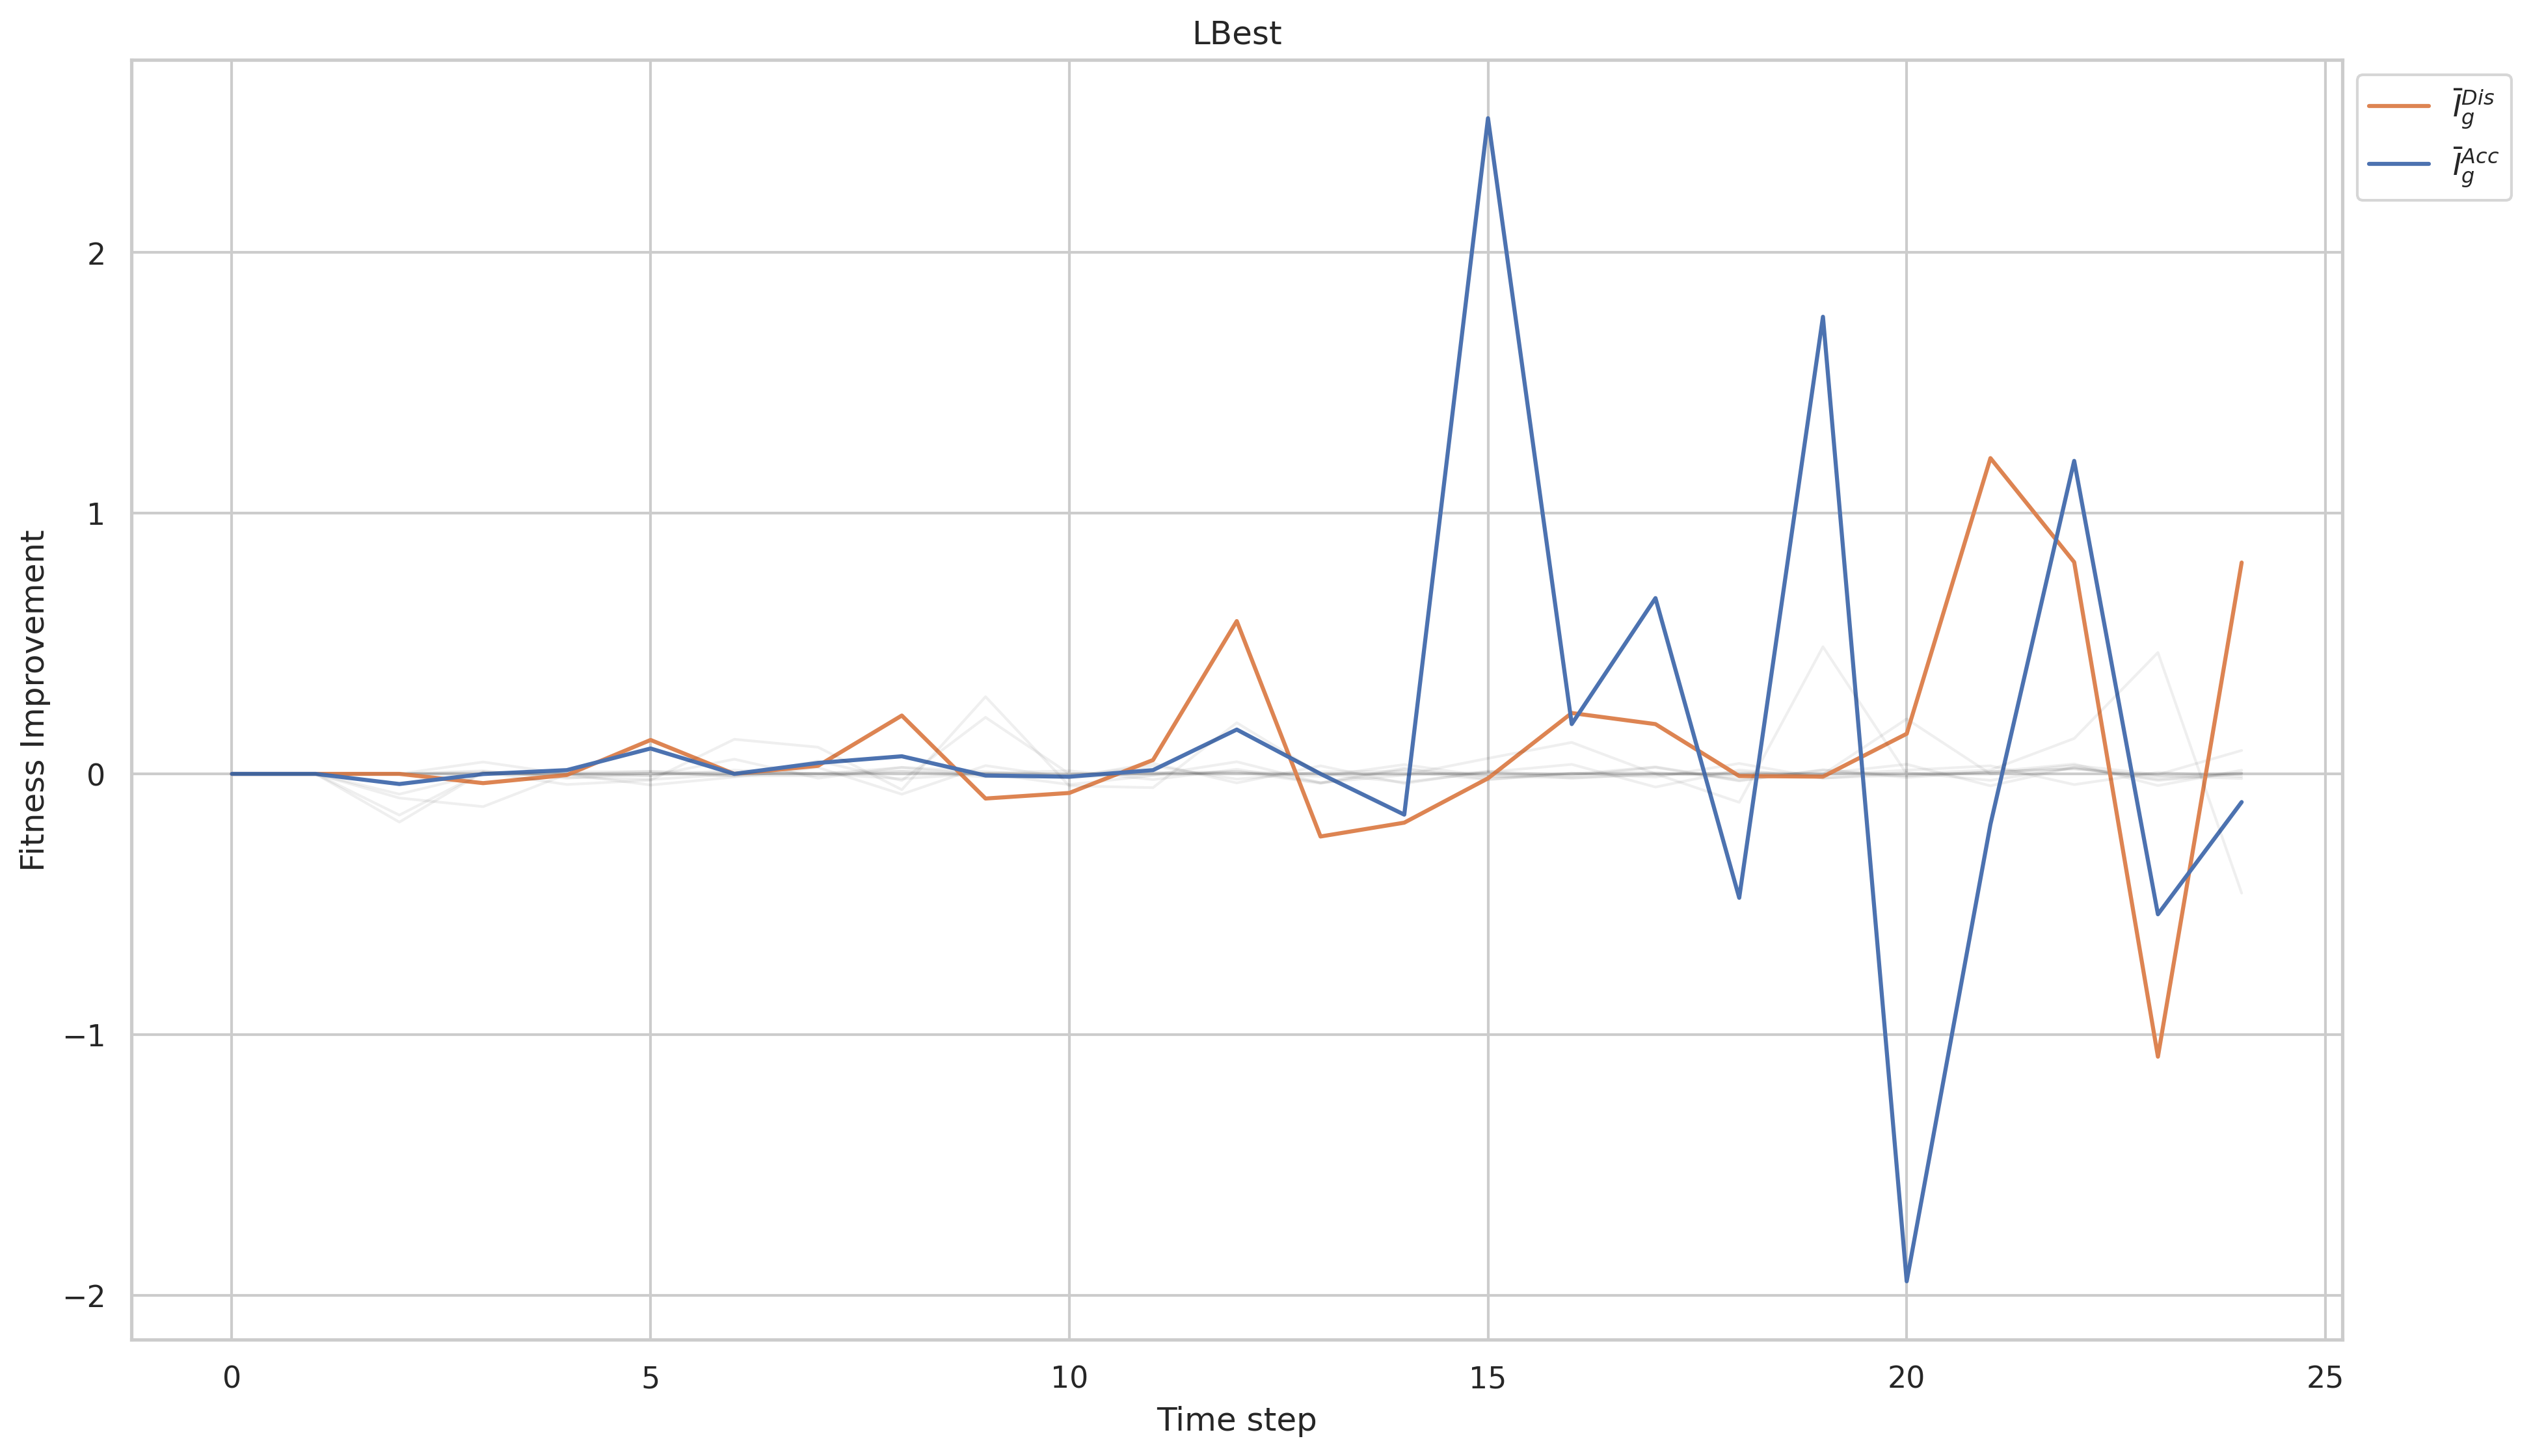 LBest
Ī_g^{Dis}
Ī_g^{Acc}
Fitness Improvement
2
1
0
−1
−2
0 5 10 15 20 25
Time step